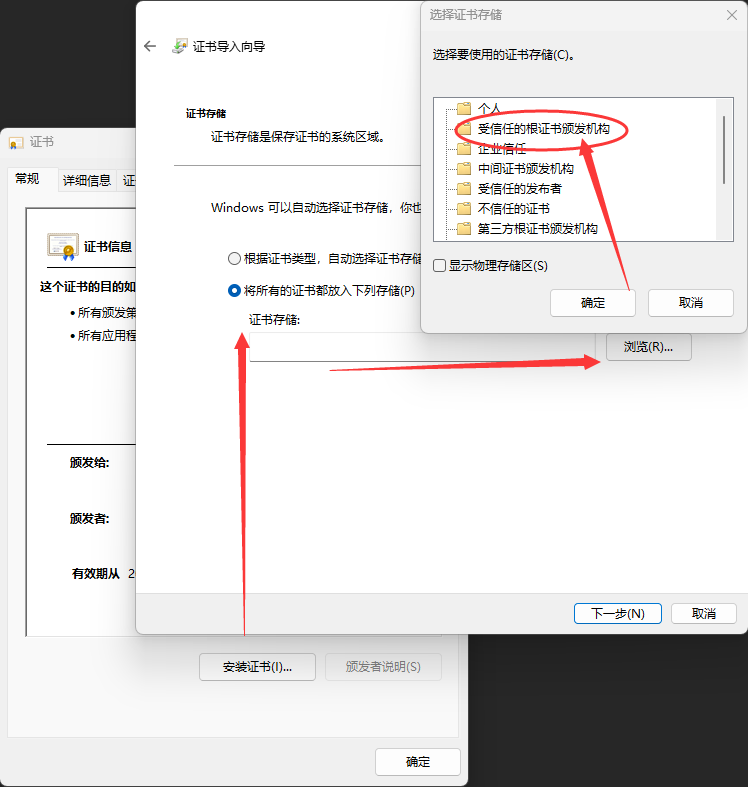 选择证书存储
选择要使用的证书存储(C)。
个人
受信任的根证书颁发机构
企业信任
中间证书颁发机构
受信任的发布者
不信任的证书
第三方根证书颁发机构
显示物理存储区(S)
确定
取消
证书导入向导
证书存储
证书存储是保存证书的系统区域。
Windows 可以自动选择证书存储，你也
根据证书类型，自动选择证书存储
将所有的证书都放入下列存储(P)
证书存储:
浏览(R)...
下一步(N)
取消
证书
常规
详细信息
证
证书信息
这个证书的目的如
• 所有颁发策
• 所有应用程
颁发给:
颁发者:
有效期从 20
安装证书(I)...
颁发者说明(S)
确定